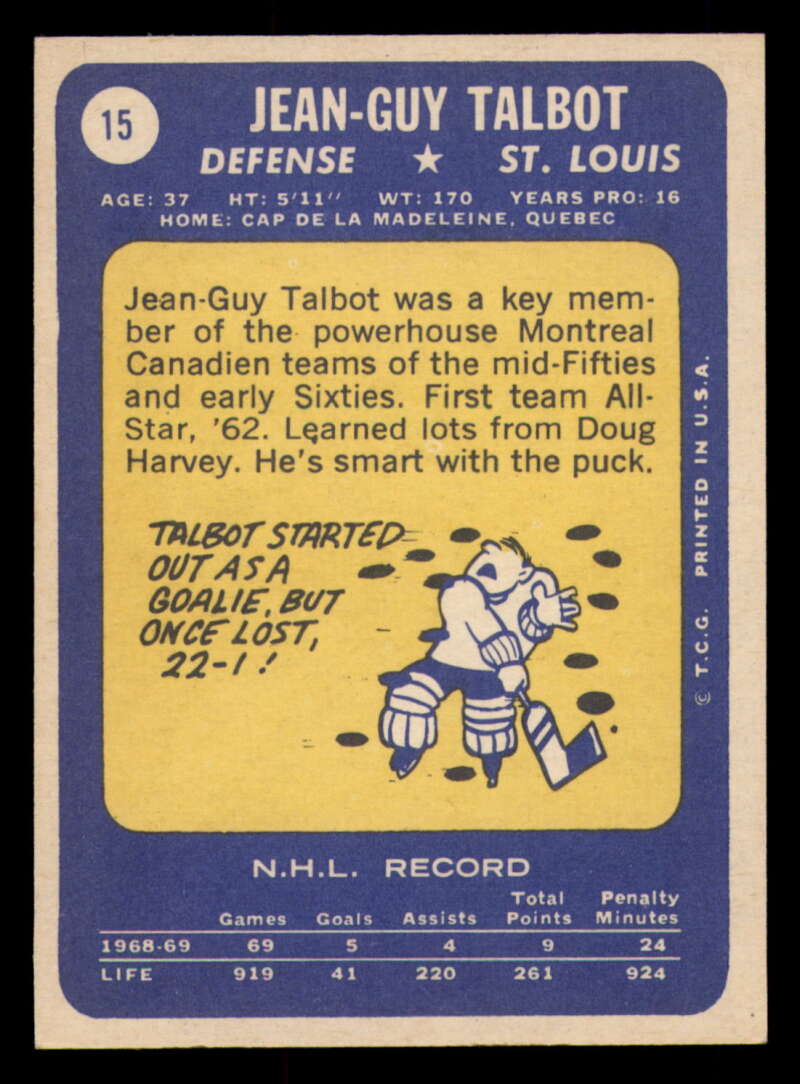 15
JEAN-GUY TALBOT
DEFENSE ★ ST. LOUIS
AGE: 37 HT: 5'11" WT: 170 YEARS PRO: 16
HOME: CAP DE LA MADELEINE, QUEBEC
Jean-Guy Talbot was a key mem-
ber of the powerhouse Montreal
Canadien teams of the mid-Fifties
and early Sixties. First team All-
Star, '62. Learned lots from Doug
Harvey. He's smart with the puck.
TALBOT STARTED
OUT AS A
GOALIE, BUT
ONCE LOST,
22-1!
© T.C.G. PRINTED IN U.S.A.
N.H.L. RECORD
Total Penalty
Games Goals Assists Points Minutes
1968-69 69 5 4 9 24
LIFE 919 41 220 261 924